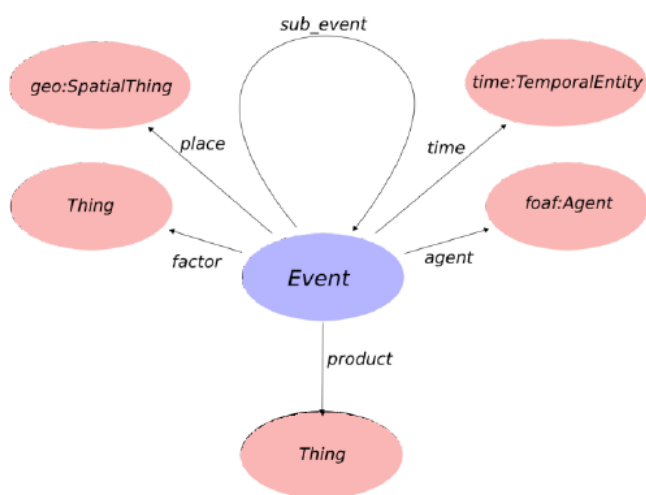 sub_event
geo:SpatialThing
time:TemporalEntity
place
time
Thing
foaf:Agent
factor
agent
Event
product
Thing